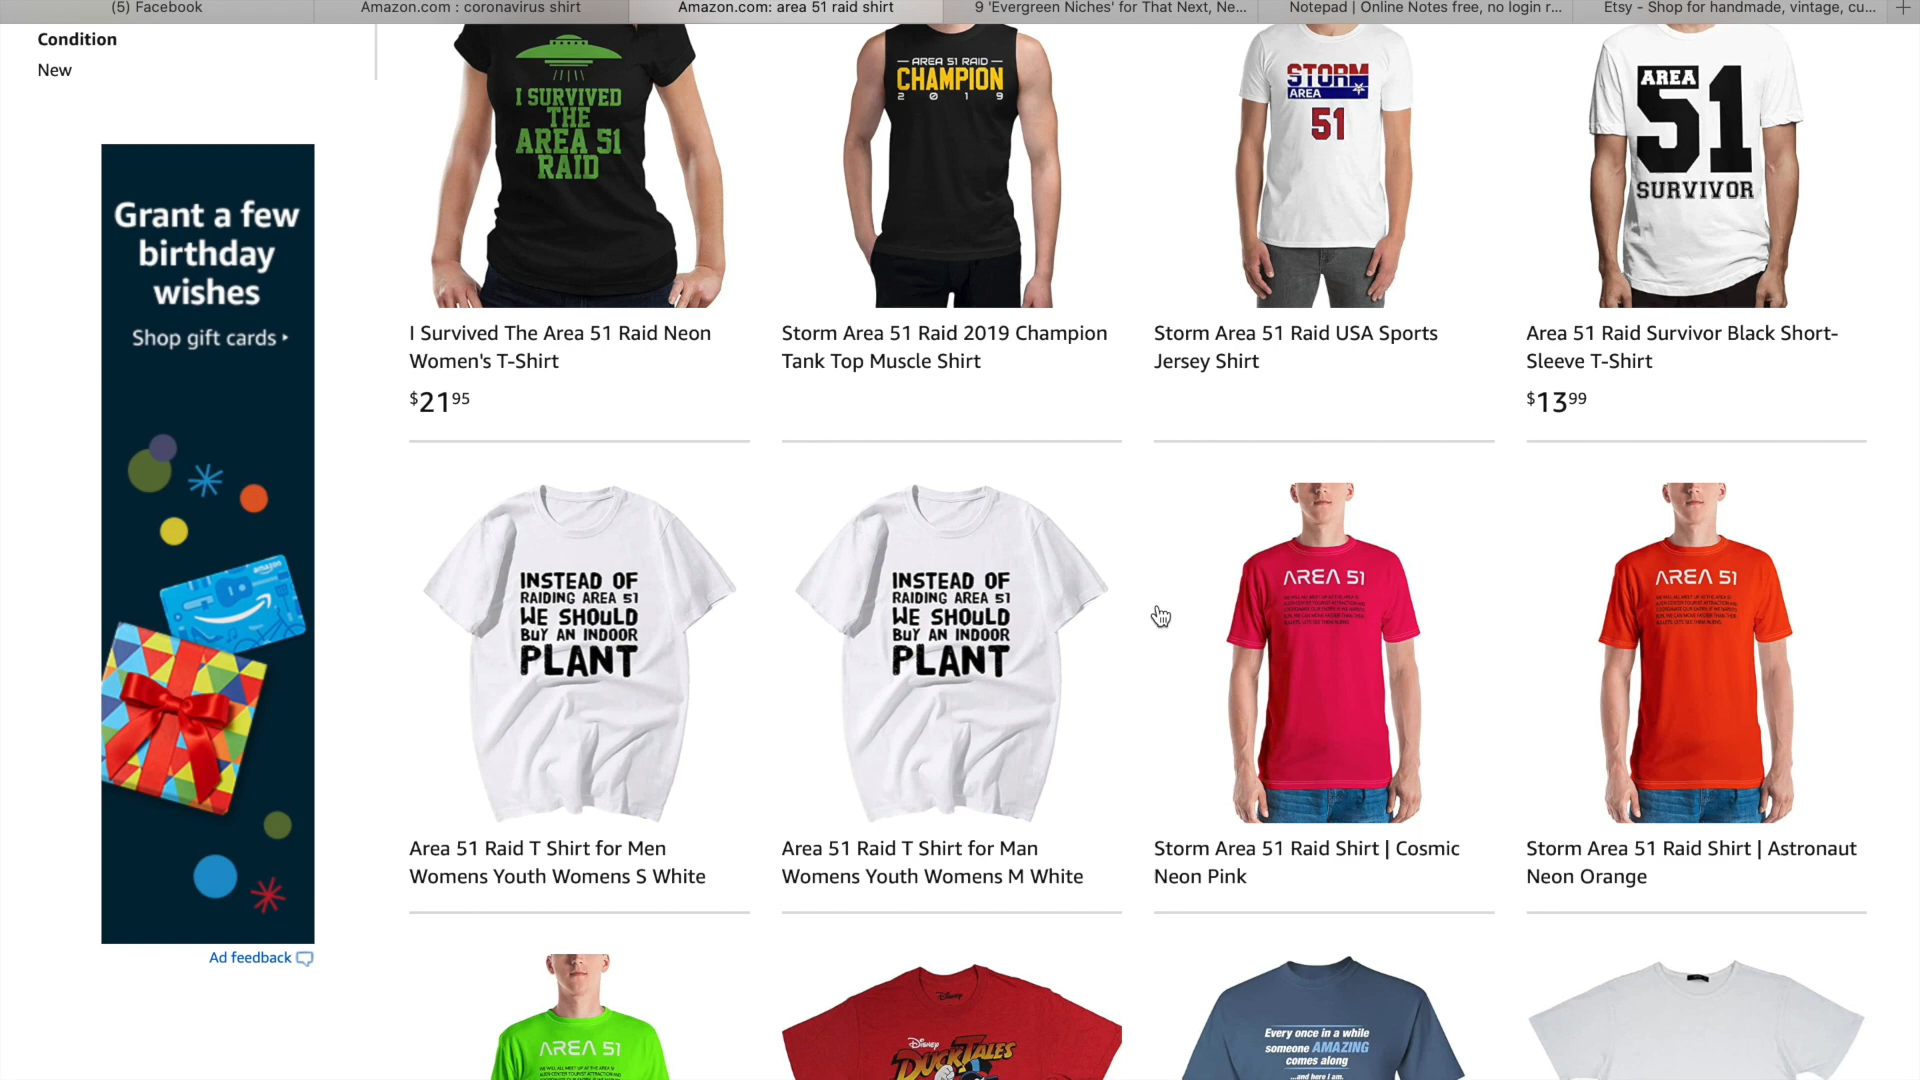 (5) Facebook
Amazon.com : coronavirus shirt
Amazon.com: area 51 raid shirt
9 'Evergreen Niches' for That Next, Ne...
Notepad | Online Notes free, no login r...
Etsy - Shop for handmade, vintage, cu...
Condition
New
Grant a few
birthday
wishes
Shop gift cards
amazon
Ad feedback
I SURVIVED
THE
AREA 51
RAID
AREA 51 RAID
CHAMPION
2 0 1 9
STORM
AREA
51
AREA
51
SURVIVOR
I Survived The Area 51 Raid Neon
Women's T-Shirt
$21 95
Storm Area 51 Raid 2019 Champion
Tank Top Muscle Shirt
Storm Area 51 Raid USA Sports
Jersey Shirt
Area 51 Raid Survivor Black Short-
Sleeve T-Shirt
$13 99
INSTEAD OF
RAIDING AREA 51
WE SHOULD
BUY AN INDOOR
PLANT
INSTEAD OF
RAIDING AREA 51
WE SHOULD
BUY AN INDOOR
PLANT
AREA 51
AREA 51
Area 51 Raid T Shirt for Men
Womens Youth Womens S White
Area 51 Raid T Shirt for Man
Womens Youth Womens M White
Storm Area 51 Raid Shirt | Cosmic
Neon Pink
Storm Area 51 Raid Shirt | Astronaut
Neon Orange
AREA 51
Disney
Disney
DUCKTALES
Every once in a while
someone AMAZING
comes along
...and here I am.